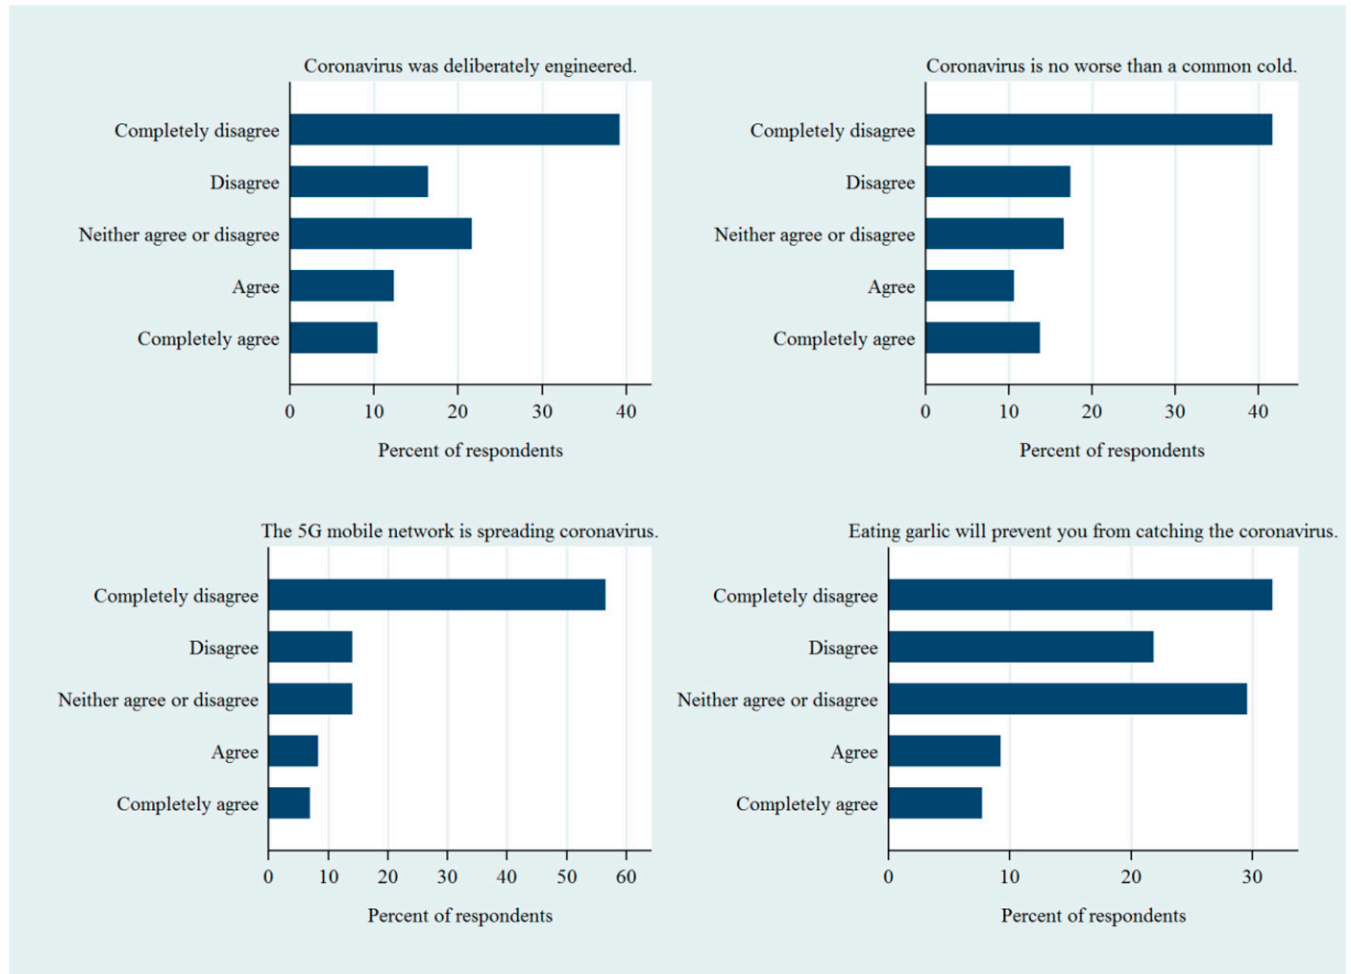 Coronavirus was deliberately engineered.
Completely disagree
Disagree
Neither agree or disagree
Agree
Completely agree
0 10 20 30 40
Percent of respondents
Coronavirus is no worse than a common cold.
Completely disagree
Disagree
Neither agree or disagree
Agree
Completely agree
0 10 20 30 40
Percent of respondents
The 5G mobile network is spreading coronavirus.
Completely disagree
Disagree
Neither agree or disagree
Agree
Completely agree
0 10 20 30 40 50 60
Percent of respondents
Eating garlic will prevent you from catching the coronavirus.
Completely disagree
Disagree
Neither agree or disagree
Agree
Completely agree
0 10 20 30
Percent of respondents